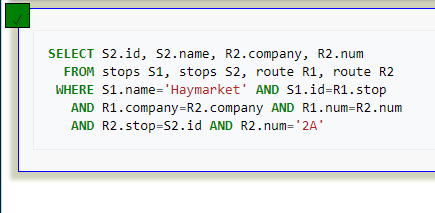 SELECT S2.id, S2.name, R2.company, R2.num
FROM stops S1, stops S2, route R1, route R2
WHERE S1.name='Haymarket' AND S1.id=R1.stop
AND R1.company=R2.company AND R1.num=R2.num
AND R2.stop=S2.id AND R2.num='2A'